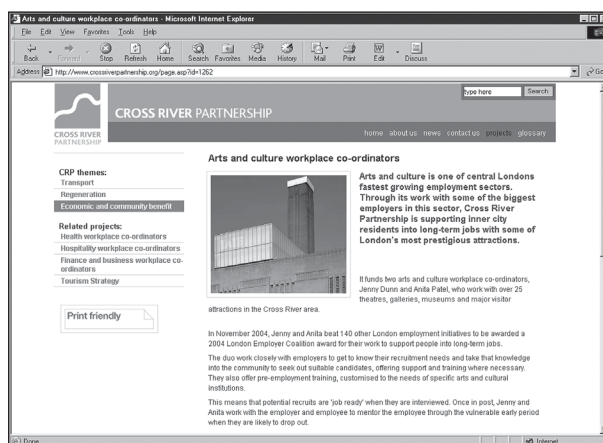 Arts and culture workplace co-ordinators - Microsoft Internet Explorer
File Edit View Favorites Tools Help
Back Forward Stop Refresh Home Search Favorites Media History Mail Print Edit Discuss
Address http://www.crossriverpartnership.org/page.asp?id=1262 Go
type here Search
CROSS RIVER PARTNERSHIP
CROSS RIVER
PARTNERSHIP
home about us news contact us projects glossary
Arts and culture workplace co-ordinators
CRP themes:
Transport
Regeneration
Economic and community benefit
Related projects:
Health workplace co-ordinators
Hospitality workplace co-ordinators
Finance and business workplace co-
ordinators
Tourism Strategy
Print friendly
Arts and culture is one of central Londons
fastest growing employment sectors.
Through its work with some of the biggest
employers in this sector, Cross River
Partnership is supporting inner city
residents into long-term jobs with some of
London's most prestigious attractions.
It funds two arts and culture workplace co-ordinators,
Jenny Dunn and Anita Patel, who work with over 25
theatres, galleries, museums and major visitor
attractions in the Cross River area.
In November 2004, Jenny and Anita beat 140 other London employment initiatives to be awarded a
2004 London Employer Coalition award for their work to support people into long-term jobs.
The duo work closely with employers to get to know their recruitment needs and take that knowledge
into the community to seek out suitable candidates, offering support and training where necessary.
They also offer pre-employment training, customised to the needs of specific arts and cultural
institutions.
This means that potential recruits are 'job ready' when they are interviewed. Once in post, Jenny and
Anita work with the employer and employee to mentor the employee through the vulnerable early period
when they are likely to drop out.
Done Internet